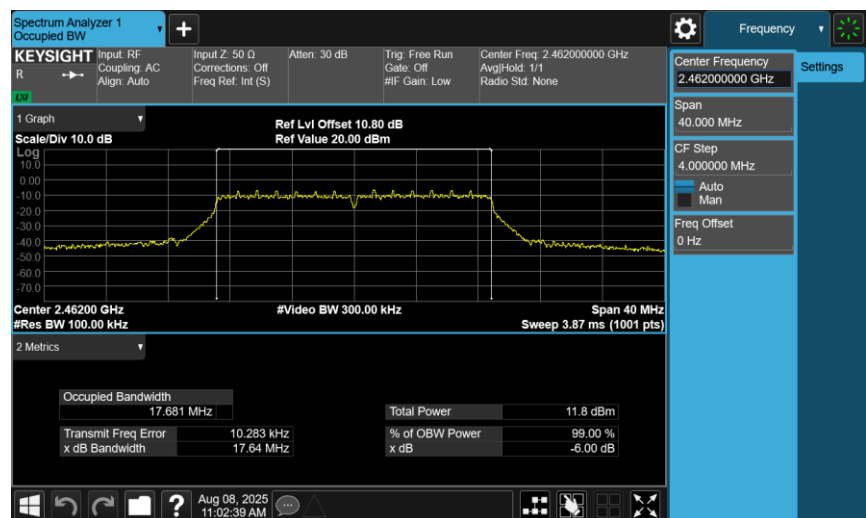 Spectrum Analyzer 1
Occupied BW
+
Frequency
KEYSIGHT
R
LXI
Input: RF
Coupling: AC
Align: Auto
Input Z: 50 Ω
Corrections: Off
Freq Ref: Int (S)
Atten: 30 dB
Trig: Free Run
Gate: Off
#IF Gain: Low
Center Freq: 2.462000000 GHz
Avg|Hold: 1/1
Radio Std: None
Center Frequency
2.462000000 GHz
Settings
Span
40.000 MHz
CF Step
4.000000 MHz
Auto
Man
Freq Offset
0 Hz
1 Graph
Scale/Div 10.0 dB
Ref Lvl Offset 10.80 dB
Ref Value 20.00 dBm
Log
10.0
0.00
-10.0
-20.0
-30.0
-40.0
-50.0
-60.0
-70.0
Center 2.46200 GHz
#Video BW 300.00 kHz
Span 40 MHz
#Res BW 100.00 kHz
Sweep 3.87 ms (1001 pts)
2 Metrics
Occupied Bandwidth
17.681 MHz
Total Power 11.8 dBm
Transmit Freq Error 10.283 kHz
% of OBW Power 99.00 %
x dB Bandwidth 17.64 MHz
x dB -6.00 dB
?
Aug 08, 2025
11:02:39 AM